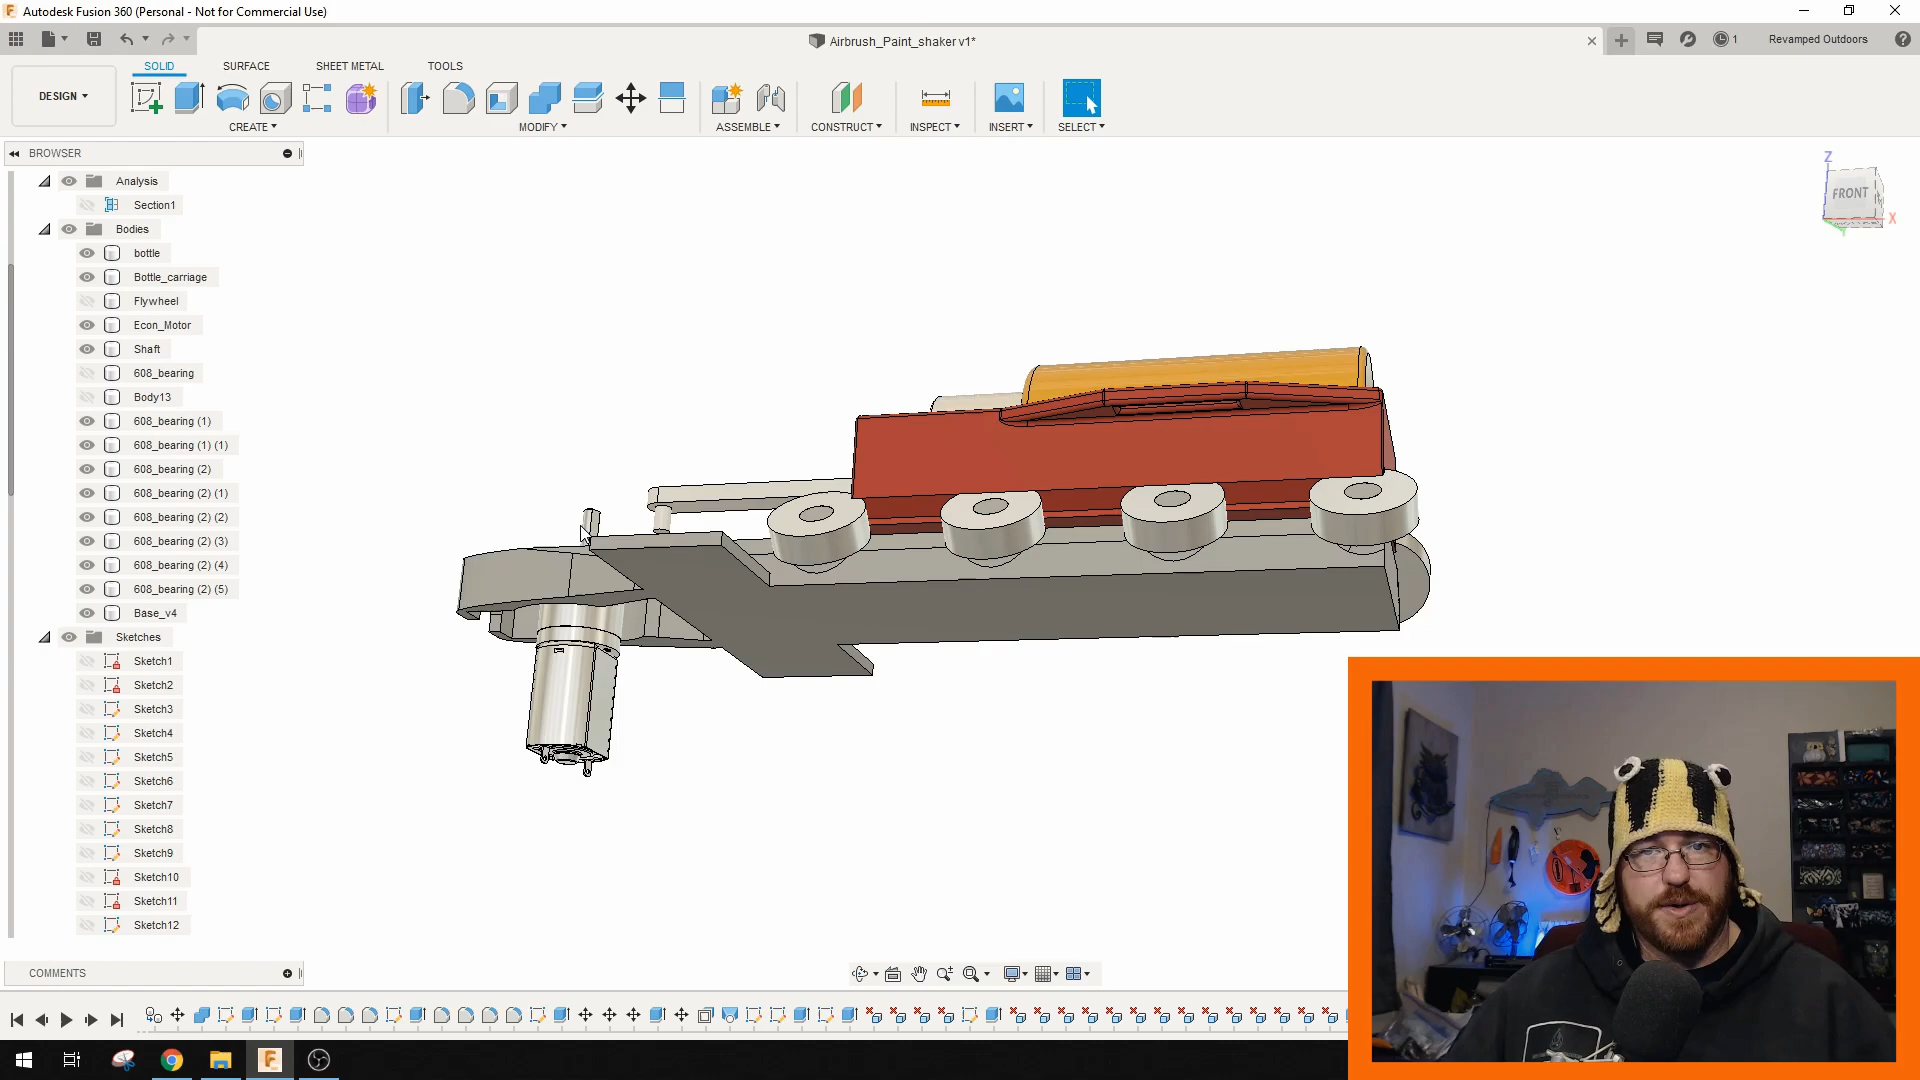 Autodesk Fusion 360 (Personal - Not for Commercial Use)
Airbrush_Paint_shaker v1*
1
Revamped Outdoors
SOLID
SURFACE
SHEET METAL
TOOLS
DESIGN
CREATE
MODIFY
ASSEMBLE
CONSTRUCT
INSPECT
INSERT
SELECT
BROWSER
Z
FRONT
X
Analysis
Section1
Bodies
bottle
Bottle_carriage
Flywheel
Econ_Motor
Shaft
608_bearing
Body13
608_bearing (1)
608_bearing (1) (1)
608_bearing (2)
608_bearing (2) (1)
608_bearing (2) (2)
608_bearing (2) (3)
608_bearing (2) (4)
608_bearing (2) (5)
Base_v4
Sketches
Sketch1
Sketch2
Sketch3
Sketch4
Sketch5
Sketch6
Sketch7
Sketch8
Sketch9
Sketch10
Sketch11
Sketch12
COMMENTS